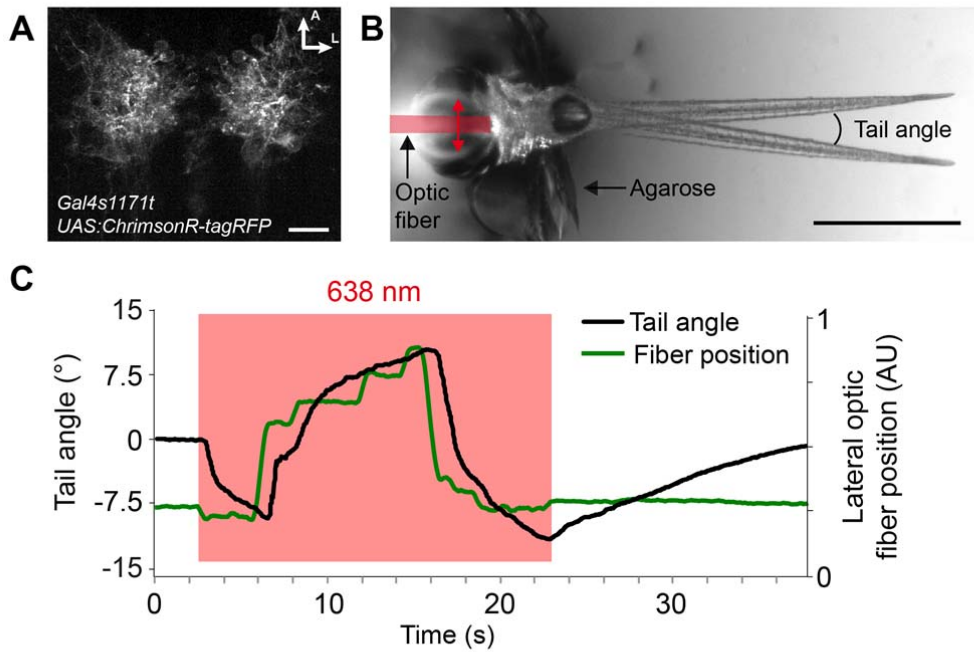 A
A
L
Gal4s1171t
UAS:ChrimsonR-tagRFP
B
Optic
fiber
Agarose
Tail angle
C
638 nm
Tail angle
Fiber position
15
7.5
0
-7.5
-15
Tail angle (°)
1
0
Lateral optic
fiber position (AU)
0
10
20
30
Time (s)